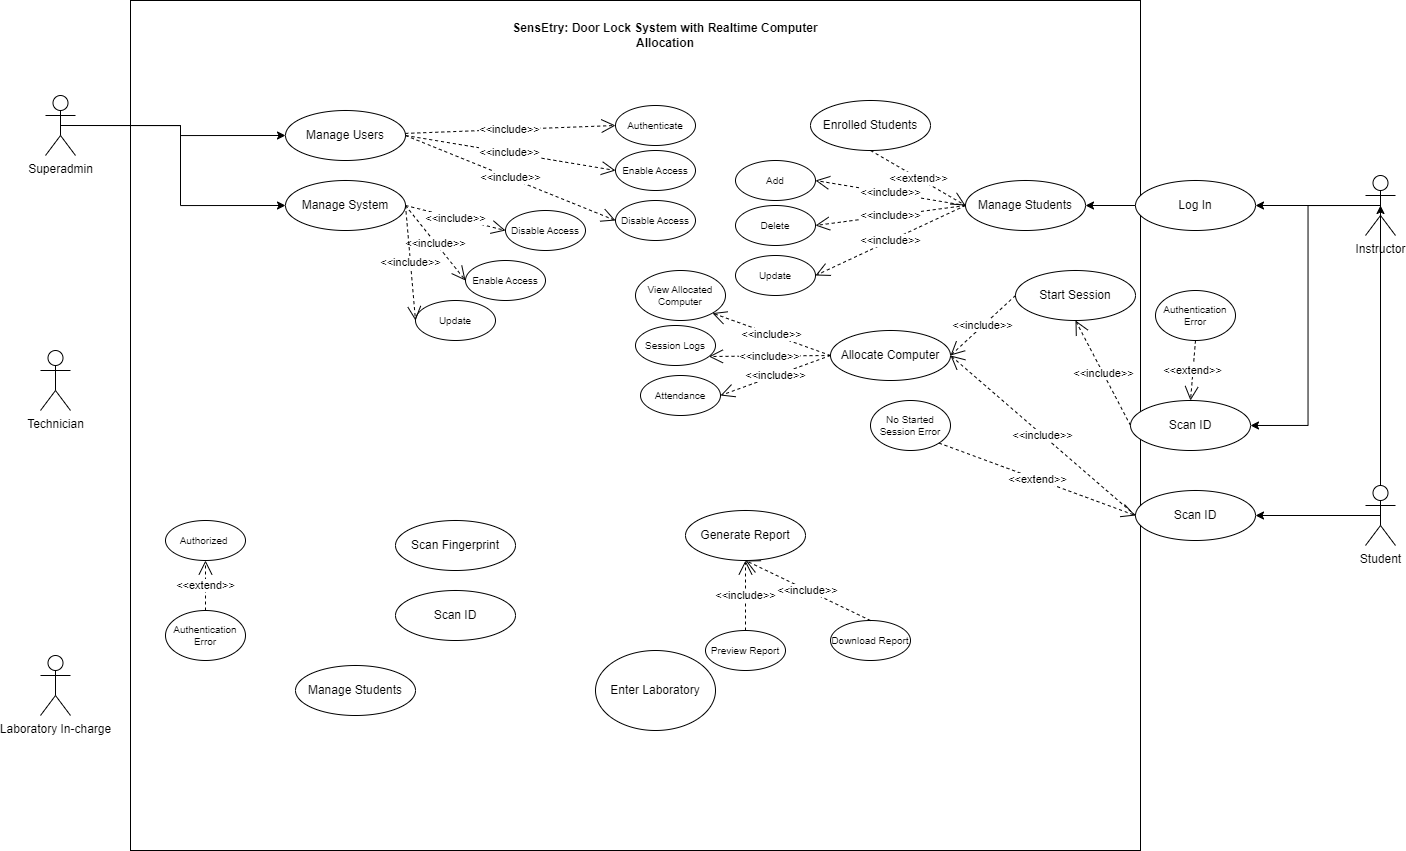 SensEtry: Door Lock System with Realtime Computer
Allocation
Superadmin
Manage Users
<<include>>
Authenticate
<<include>>
Enable Access
<<include>>
Disable Access
Manage System
<<include>>
Disable Access
<<include>>
Enable Access
<<include>>
Update
Enrolled Students
<<extend>>
Add
<<include>>
Delete
<<include>>
Update
<<include>>
Manage Students
Log In
Instructor
View Allocated
Computer
<<include>>
Session Logs
<<include>>
Attendance
<<include>>
Allocate Computer
<<include>>
Start Session
Authentication
Error
<<extend>>
<<include>>
Scan ID
No Started
Session Error
<<include>>
<<extend>>
Scan ID
Student
Technician
Authorized
<<extend>>
Authentication
Error
Scan Fingerprint
Scan ID
Manage Students
Generate Report
<<include>>
<<include>>
Preview Report
Download Report
Enter Laboratory
Laboratory In-charge